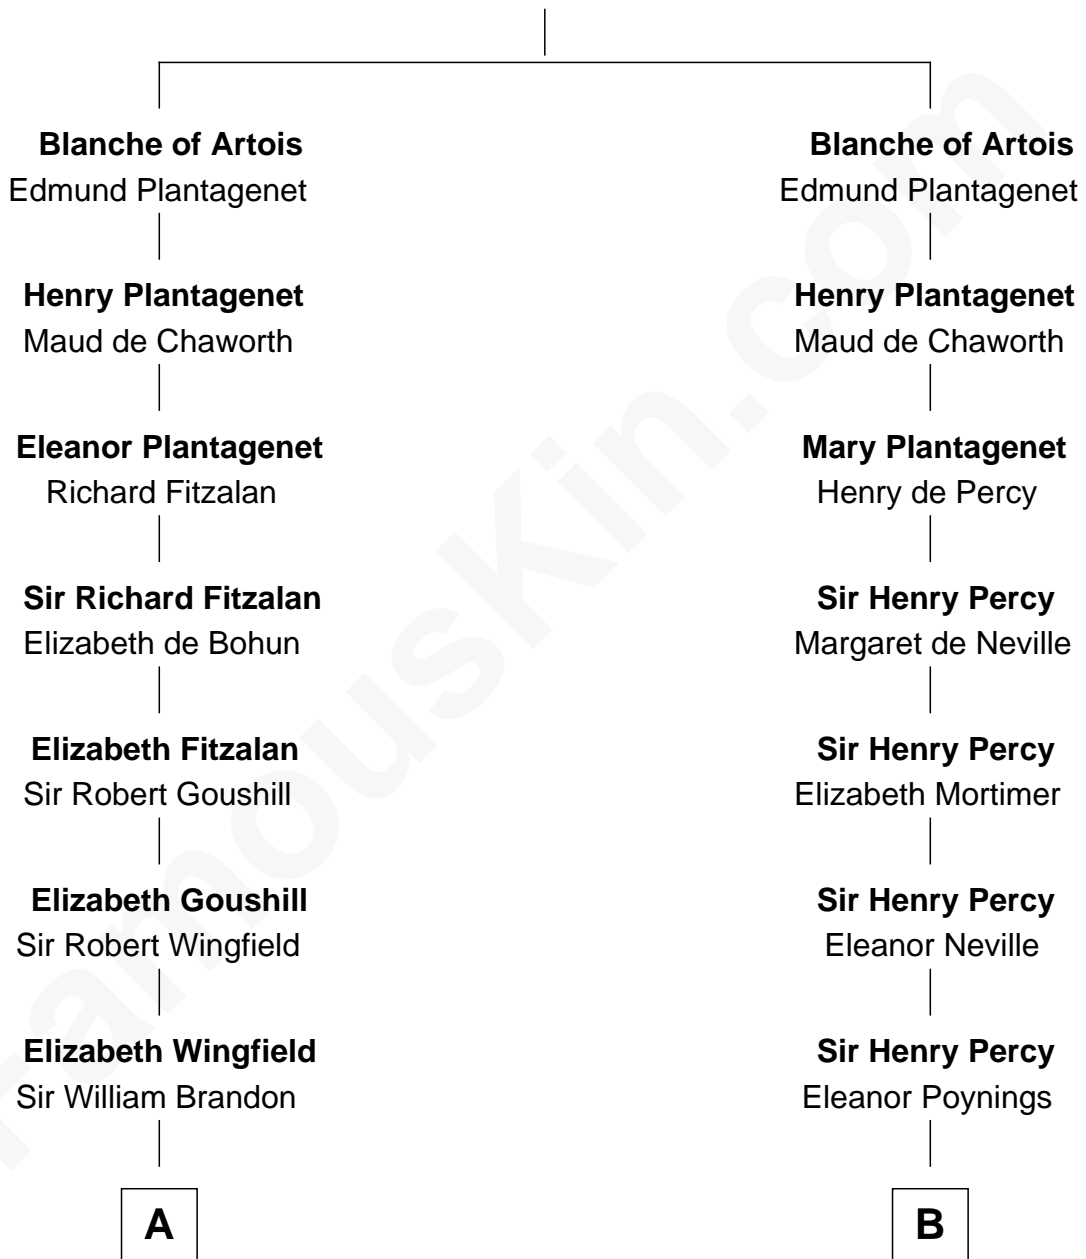 Blanche of Artois
Edmund Plantagenet
Henry Plantagenet
Maud de Chaworth
Eleanor Plantagenet
Richard Fitzalan
Sir Richard Fitzalan
Elizabeth de Bohun
Elizabeth Fitzalan
Sir Robert Goushill
Elizabeth Goushill
Sir Robert Wingfield
Elizabeth Wingfield
Sir William Brandon
A
Blanche of Artois
Edmund Plantagenet
Henry Plantagenet
Maud de Chaworth
Mary Plantagenet
Henry de Percy
Sir Henry Percy
Margaret de Neville
Sir Henry Percy
Elizabeth Mortimer
Sir Henry Percy
Eleanor Neville
Sir Henry Percy
Eleanor Poynings
B
FamousKin.com